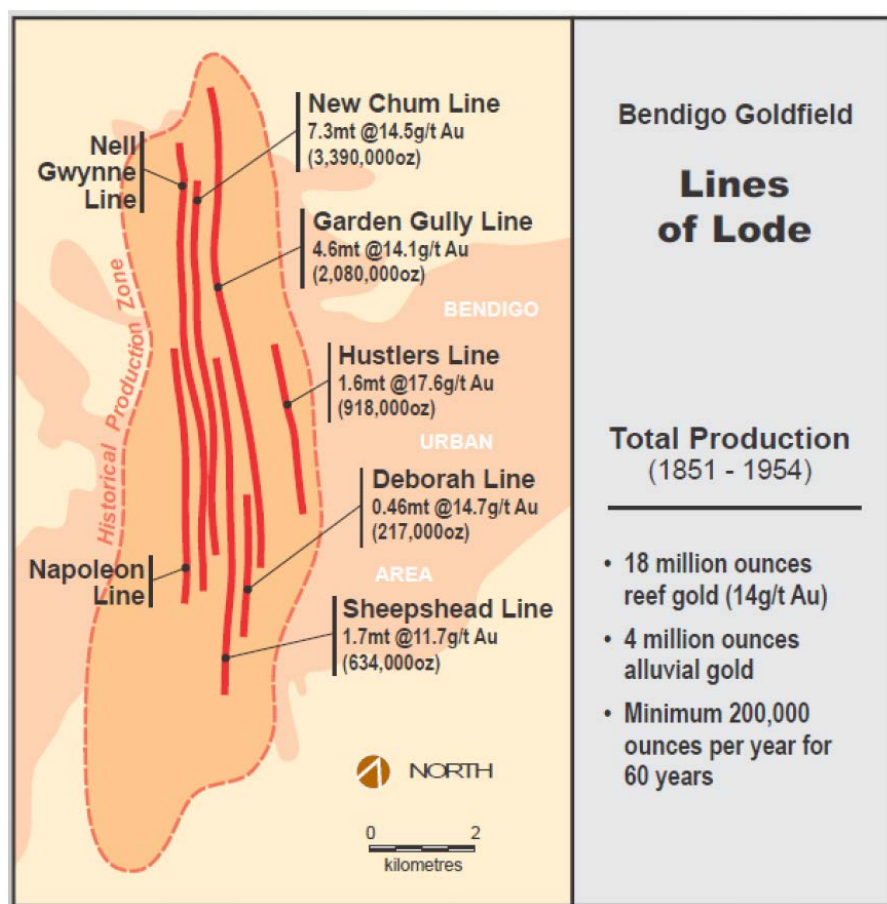 New Chum Line
7.3mt @14.5g/t Au
(3,390,000oz)
Nell
Gwynne
Line
Garden Gully Line
4.6mt @14.1g/t Au
(2,080,000oz)
Historical Production Zone
BENDIGO
Hustlers Line
1.6mt @17.6g/t Au
(918,000oz)
URBAN
Deborah Line
0.46mt @14.7g/t Au
(217,000oz)
Napoleon
Line
AREA
Sheepshead Line
1.7mt @11.7g/t Au
(634,000oz)
NORTH
0 2
kilometres
Bendigo Goldfield
Lines
of Lode
Total Production
(1851 - 1954)
• 18 million ounces
reef gold (14g/t Au)
• 4 million ounces
alluvial gold
• Minimum 200,000
ounces per year for
60 years